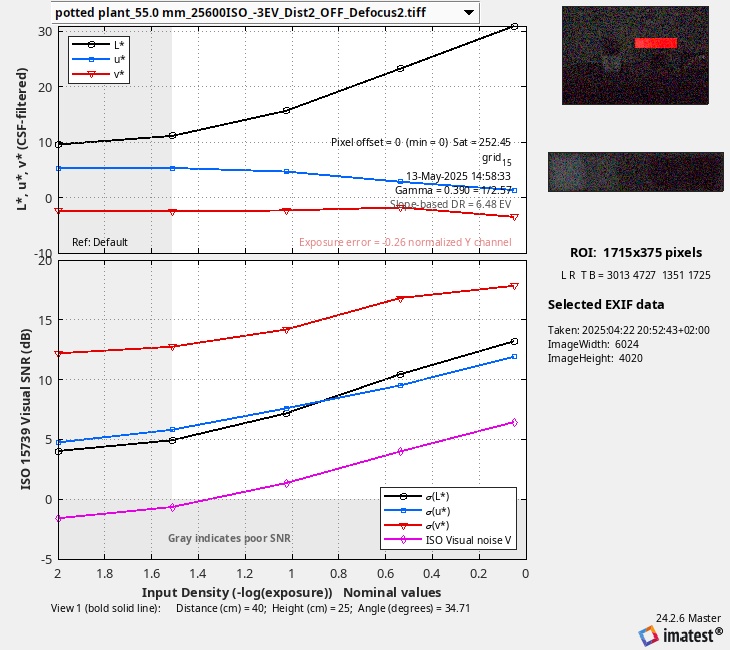 potted plant_55.0 mm_25600ISO_-3EV_Dist2_OFF_Defocus2.tiff
L*, u*, v* (CSF-filtered)
30
20
10
0
-10
L*
u*
v*
Pixel offset = 0 (min = 0) Sat = 252.45
grid15
13-May-2025 14:58:33
Gamma = 0.390 = 1/2.57
Slope-based DR = 6.48 EV
Ref: Default
Exposure error = -0.26 normalized Y channel
ISO 15739 Visual SNR (dB)
20
15
10
5
0
-5
Gray indicates poor SNR
𝜎(L*)
𝜎(u*)
𝜎(v*)
ISO Visual noise V
2 1.8 1.6 1.4 1.2 1 0.8 0.6 0.4 0.2 0
Input Density (-log(exposure)) Nominal values
View 1 (bold solid line): Distance (cm) = 40; Height (cm) = 25; Angle (degrees) = 34.71
ROI: 1715x375 pixels
L R T B = 3013 4727 1351 1725
Selected EXIF data
Taken: 2025:04:22 20:52:43+02:00
ImageWidth: 6024
ImageHeight: 4020
24.2.6 Master
imatest®